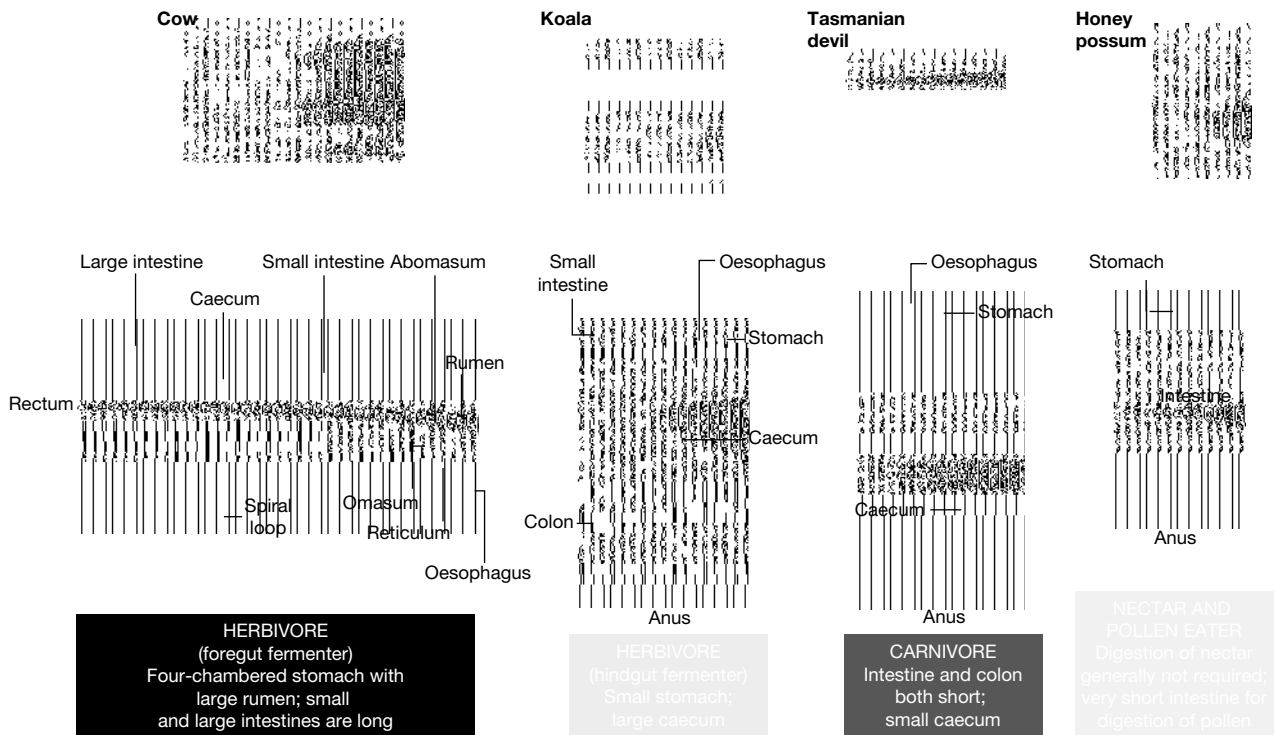 Cow
Koala
Tasmanian
devil
Honey
possum
Large intestine
Caecum
Small intestine
Abomasum
Rumen
Rectum
Spiral
loop
Omasum
Reticulum
Oesophagus
HERBIVORE
(foregut fermenter)
Four-chambered stomach with
large rumen; small
and large intestines are long
Small
intestine
Oesophagus
Stomach
Caecum
Colon
Anus
HERBIVORE
(hindgut fermenter)
Small stomach;
large caecum
Oesophagus
Stomach
Caecum
Anus
CARNIVORE
Intestine and colon
both short;
small caecum
Stomach
Intestine
Anus
NECTAR AND
POLLEN EATER
Digestion of nectar
generally not required;
very short intestine for
digestion of pollen